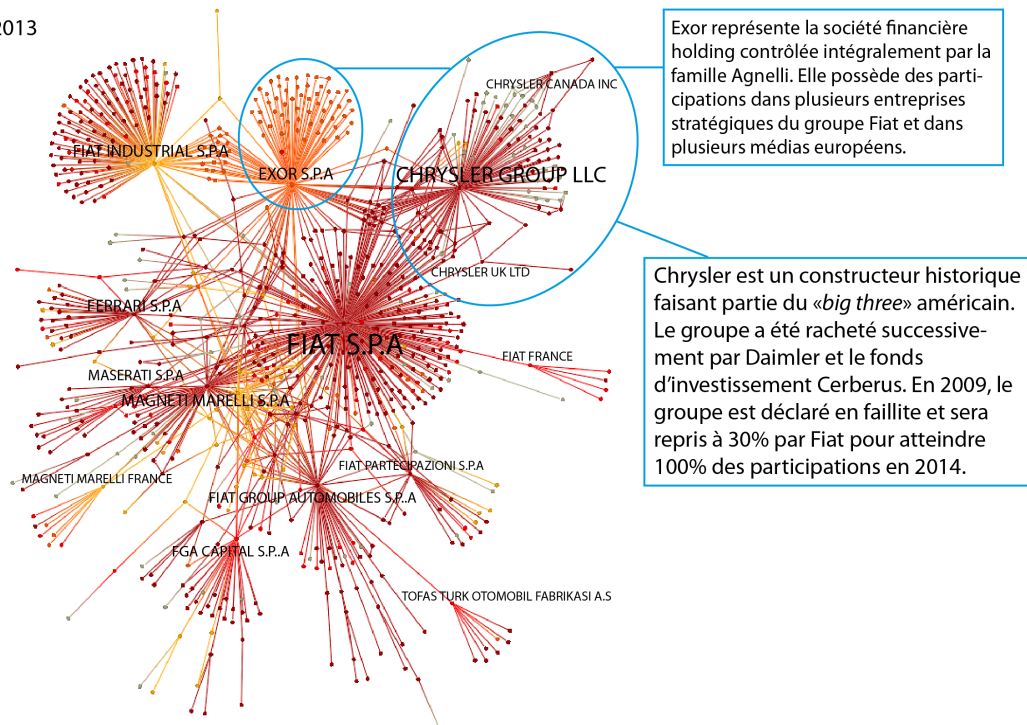 2013
Exor représente la société financière
holding contrôlée intégralement par la
famille Agnelli. Elle possède des parti-
cipations dans plusieurs entreprises
stratégiques du groupe Fiat et dans
plusieurs médias européens.
CHRYSLER CANADA INC
FIAT INDUSTRIAL S.P.A
EXOR S.P.A
CHRYSLER GROUP LLC
CHRYSLER UK LTD
Chrysler est un constructeur historique
faisant partie du «big three» américain.
Le groupe a été racheté successive-
ment par Daimler et le fonds
d'investissement Cerberus. En 2009, le
groupe est déclaré en faillite et sera
repris à 30% par Fiat pour atteindre
100% des participations en 2014.
FERRARI S.P.A
FIAT S.P.A
FIAT FRANCE
MASERATI S.P.A
MAGNETI MARELLI S.P.A
FIAT PARTECIPAZIONI S.P.A
MAGNETI MARELLI FRANCE
FIAT GROUP AUTOMOBILES S.P..A
FGA CAPITAL S.P..A
TOFAS TURK OTOMOBIL FABRIKASI A.S